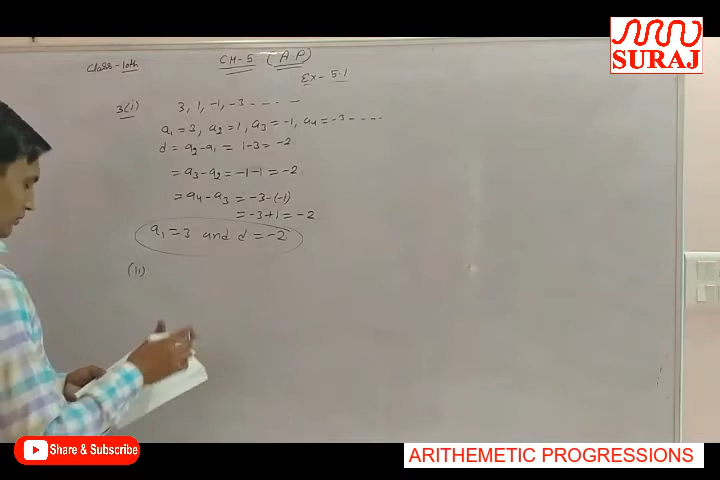 SURAJ
Class-10th
CH-5 (A.P)
Ex-5.1
3(i) 3, 1, -1, -3 - - - - -
a₁ = 3, a₂ = 1, a₃ = -1, a₄ = -3 - - - -
d = a₂-a₁ = 1-3 = -2
= a₃-a₂ = -1-1 = -2
= a₄-a₃ = -3-(-1)
= -3+1 = -2
a₁ = 3 and d = -2
(ii)
Share & Subscribe
ARITHEMETIC PROGRESSIONS